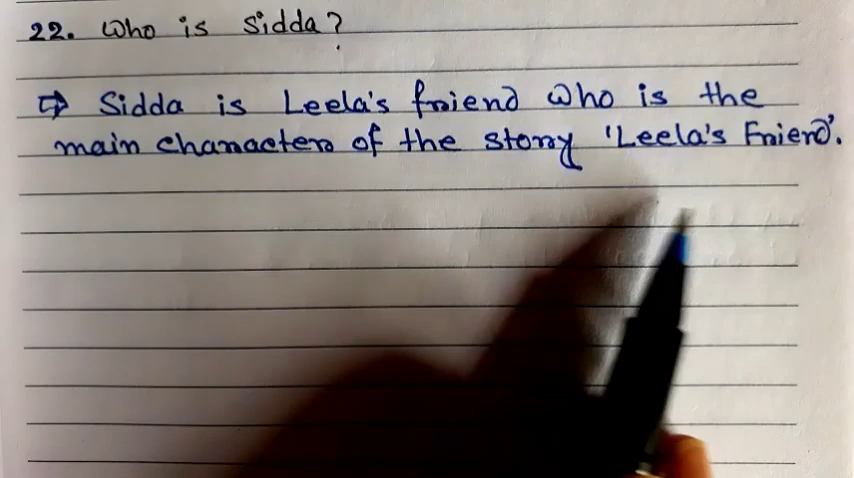 22. Who is Sidda?
⇨ Sidda is Leela's friend who is the
main character of the story 'Leela's Friend'.